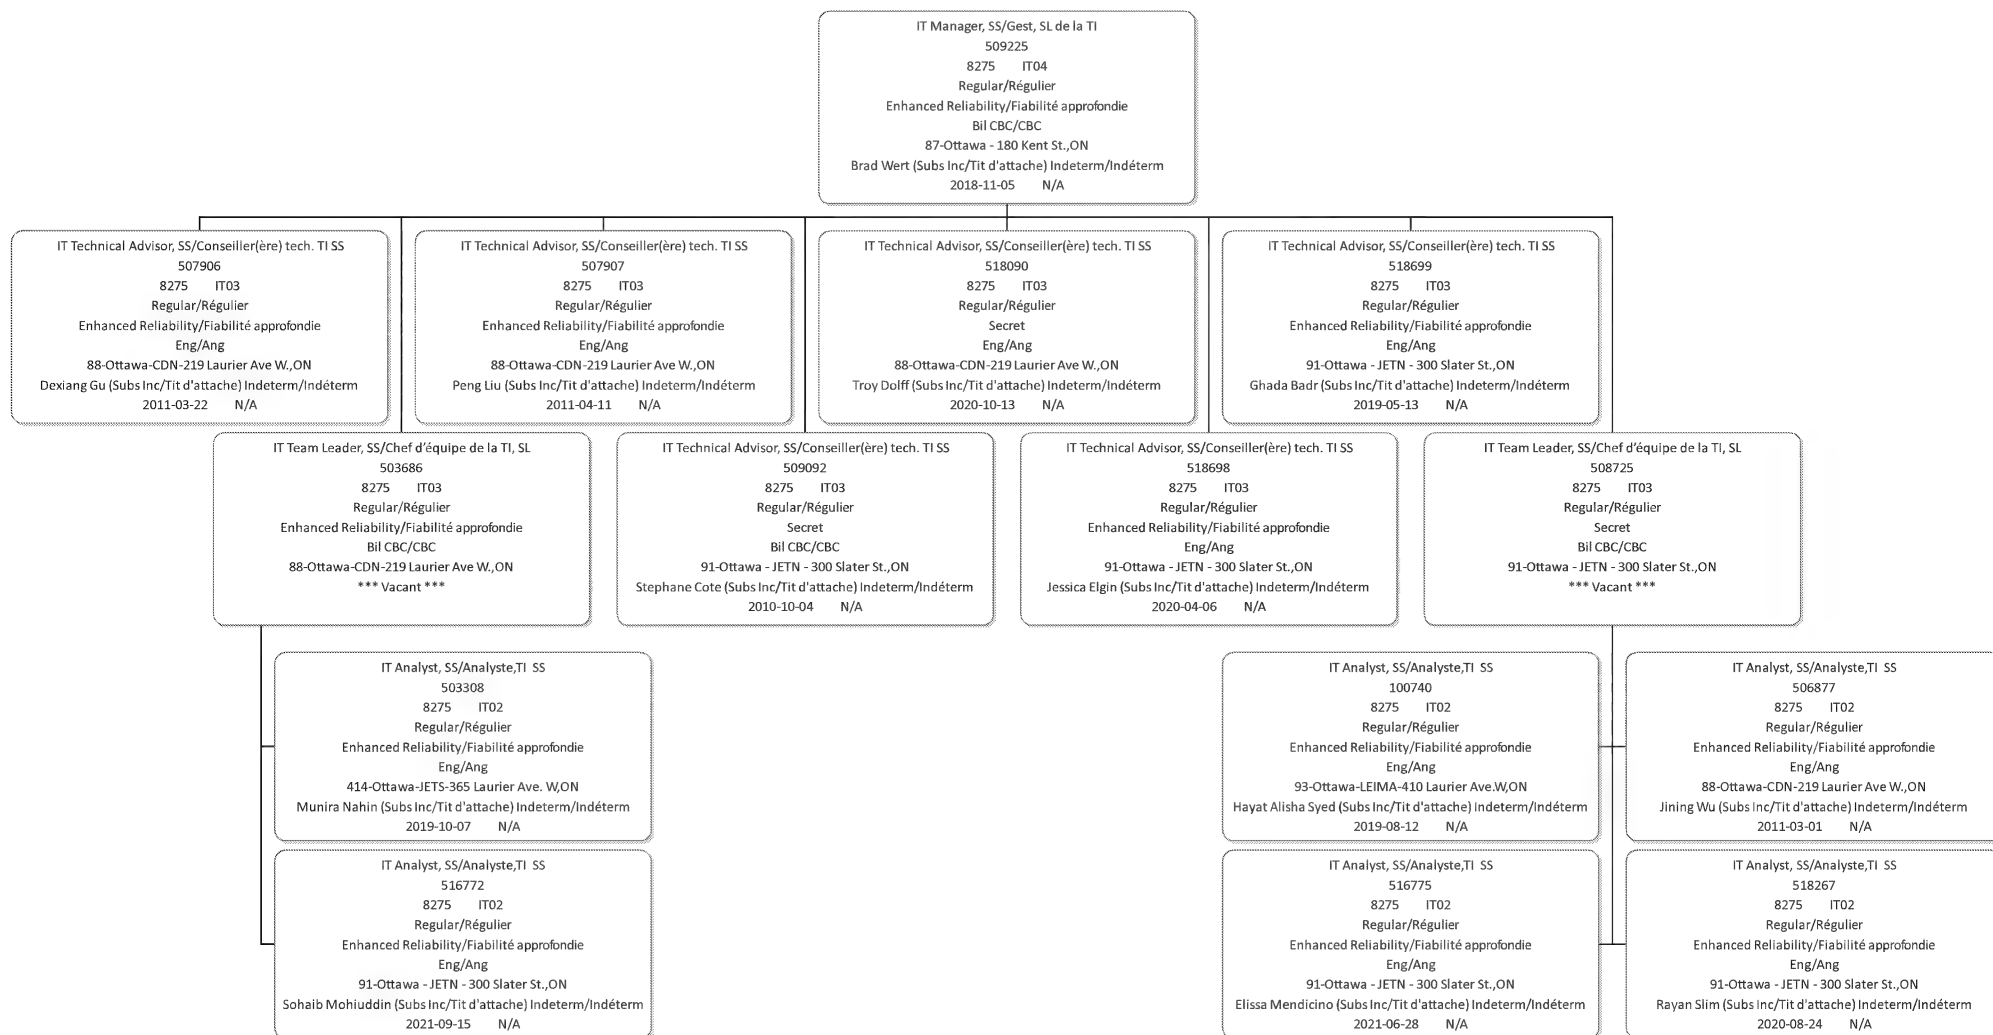 IT Manager, SS/Gest, SL de la TI
509225
8275 IT04
Regular/Régulier
Enhanced Reliability/Fiabilité approfondie
Bil CBC/CBC
87-Ottawa - 180 Kent St.,ON
Brad Wert (Subs Inc/Tit d'attache) Indeterm/Indéterm
2018-11-05 N/A
IT Technical Advisor, SS/Conseiller(ère) tech. TI SS
507906
8275 IT03
Regular/Régulier
Enhanced Reliability/Fiabilité approfondie
Eng/Ang
88-Ottawa-CDN-219 Laurier Ave W.,ON
Dexiang Gu (Subs Inc/Tit d'attache) Indeterm/Indéterm
2011-03-22 N/A
IT Technical Advisor, SS/Conseiller(ère) tech. TI SS
507907
8275 IT03
Regular/Régulier
Enhanced Reliability/Fiabilité approfondie
Eng/Ang
88-Ottawa-CDN-219 Laurier Ave W.,ON
Peng Liu (Subs Inc/Tit d'attache) Indeterm/Indéterm
2011-04-11 N/A
IT Technical Advisor, SS/Conseiller(ère) tech. TI SS
518090
8275 IT03
Regular/Régulier
Secret
Eng/Ang
88-Ottawa-CDN-219 Laurier Ave W.,ON
Troy Dolff (Subs Inc/Tit d'attache) Indeterm/Indéterm
2020-10-13 N/A
IT Technical Advisor, SS/Conseiller(ère) tech. TI SS
518699
8275 IT03
Regular/Régulier
Enhanced Reliability/Fiabilité approfondie
Eng/Ang
91-Ottawa - JETN - 300 Slater St.,ON
Ghada Badr (Subs Inc/Tit d'attache) Indeterm/Indéterm
2019-05-13 N/A
IT Team Leader, SS/Chef d’équipe de la TI, SL
503686
8275 IT03
Regular/Régulier
Enhanced Reliability/Fiabilité approfondie
Bil CBC/CBC
88-Ottawa-CDN-219 Laurier Ave W.,ON
*** Vacant ***
IT Technical Advisor, SS/Conseiller(ère) tech. TI SS
509092
8275 IT03
Regular/Régulier
Secret
Bil CBC/CBC
91-Ottawa - JETN - 300 Slater St.,ON
Stephane Cote (Subs Inc/Tit d'attache) Indeterm/Indéterm
2010-10-04 N/A
IT Technical Advisor, SS/Conseiller(ère) tech. TI SS
518698
8275 IT03
Regular/Régulier
Enhanced Reliability/Fiabilité approfondie
Eng/Ang
91-Ottawa - JETN - 300 Slater St.,ON
Jessica Elgin (Subs Inc/Tit d'attache) Indeterm/Indéterm
2020-04-06 N/A
IT Team Leader, SS/Chef d’équipe de la TI, SL
508725
8275 IT03
Regular/Régulier
Secret
Bil CBC/CBC
91-Ottawa - JETN - 300 Slater St.,ON
*** Vacant ***
IT Analyst, SS/Analyste,TI SS
503308
8275 IT02
Regular/Régulier
Enhanced Reliability/Fiabilité approfondie
Eng/Ang
414-Ottawa-JETS-365 Laurier Ave. W,ON
Munira Nahin (Subs Inc/Tit d'attache) Indeterm/Indéterm
2019-10-07 N/A
IT Analyst, SS/Analyste,TI SS
100740
8275 IT02
Regular/Régulier
Enhanced Reliability/Fiabilité approfondie
Eng/Ang
93-Ottawa-LEIMA-410 Laurier Ave.W,ON
Hayat Alisha Syed (Subs Inc/Tit d'attache) Indeterm/Indéterm
2019-08-12 N/A
IT Analyst, SS/Analyste,TI SS
506877
8275 IT02
Regular/Régulier
Enhanced Reliability/Fiabilité approfondie
Eng/Ang
88-Ottawa-CDN-219 Laurier Ave W.,ON
Jining Wu (Subs Inc/Tit d'attache) Indeterm/Indéterm
2011-03-01 N/A
IT Analyst, SS/Analyste,TI SS
516772
8275 IT02
Regular/Régulier
Enhanced Reliability/Fiabilité approfondie
Eng/Ang
91-Ottawa - JETN - 300 Slater St.,ON
Sohaib Mohiuddin (Subs Inc/Tit d'attache) Indeterm/Indéterm
2021-09-15 N/A
IT Analyst, SS/Analyste,TI SS
516775
8275 IT02
Regular/Régulier
Enhanced Reliability/Fiabilité approfondie
Eng/Ang
91-Ottawa - JETN - 300 Slater St.,ON
Elissa Mendicino (Subs Inc/Tit d'attache) Indeterm/Indéterm
2021-06-28 N/A
IT Analyst, SS/Analyste,TI SS
518267
8275 IT02
Regular/Régulier
Enhanced Reliability/Fiabilité approfondie
Eng/Ang
91-Ottawa - JETN - 300 Slater St.,ON
Rayan Slim (Subs Inc/Tit d'attache) Indeterm/Indéterm
2020-08-24 N/A